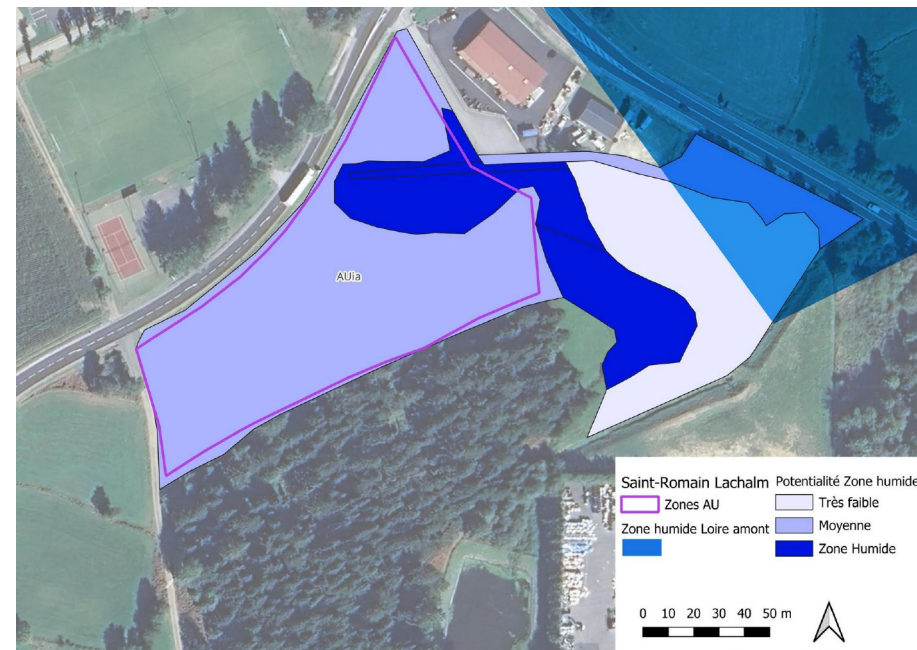 AUia
Saint-Romain Lachalm
Zones AU
Zone humide Loire amont
Potentialité Zone humide
Très faible
Moyenne
Zone Humide
0 10 20 30 40 50 m